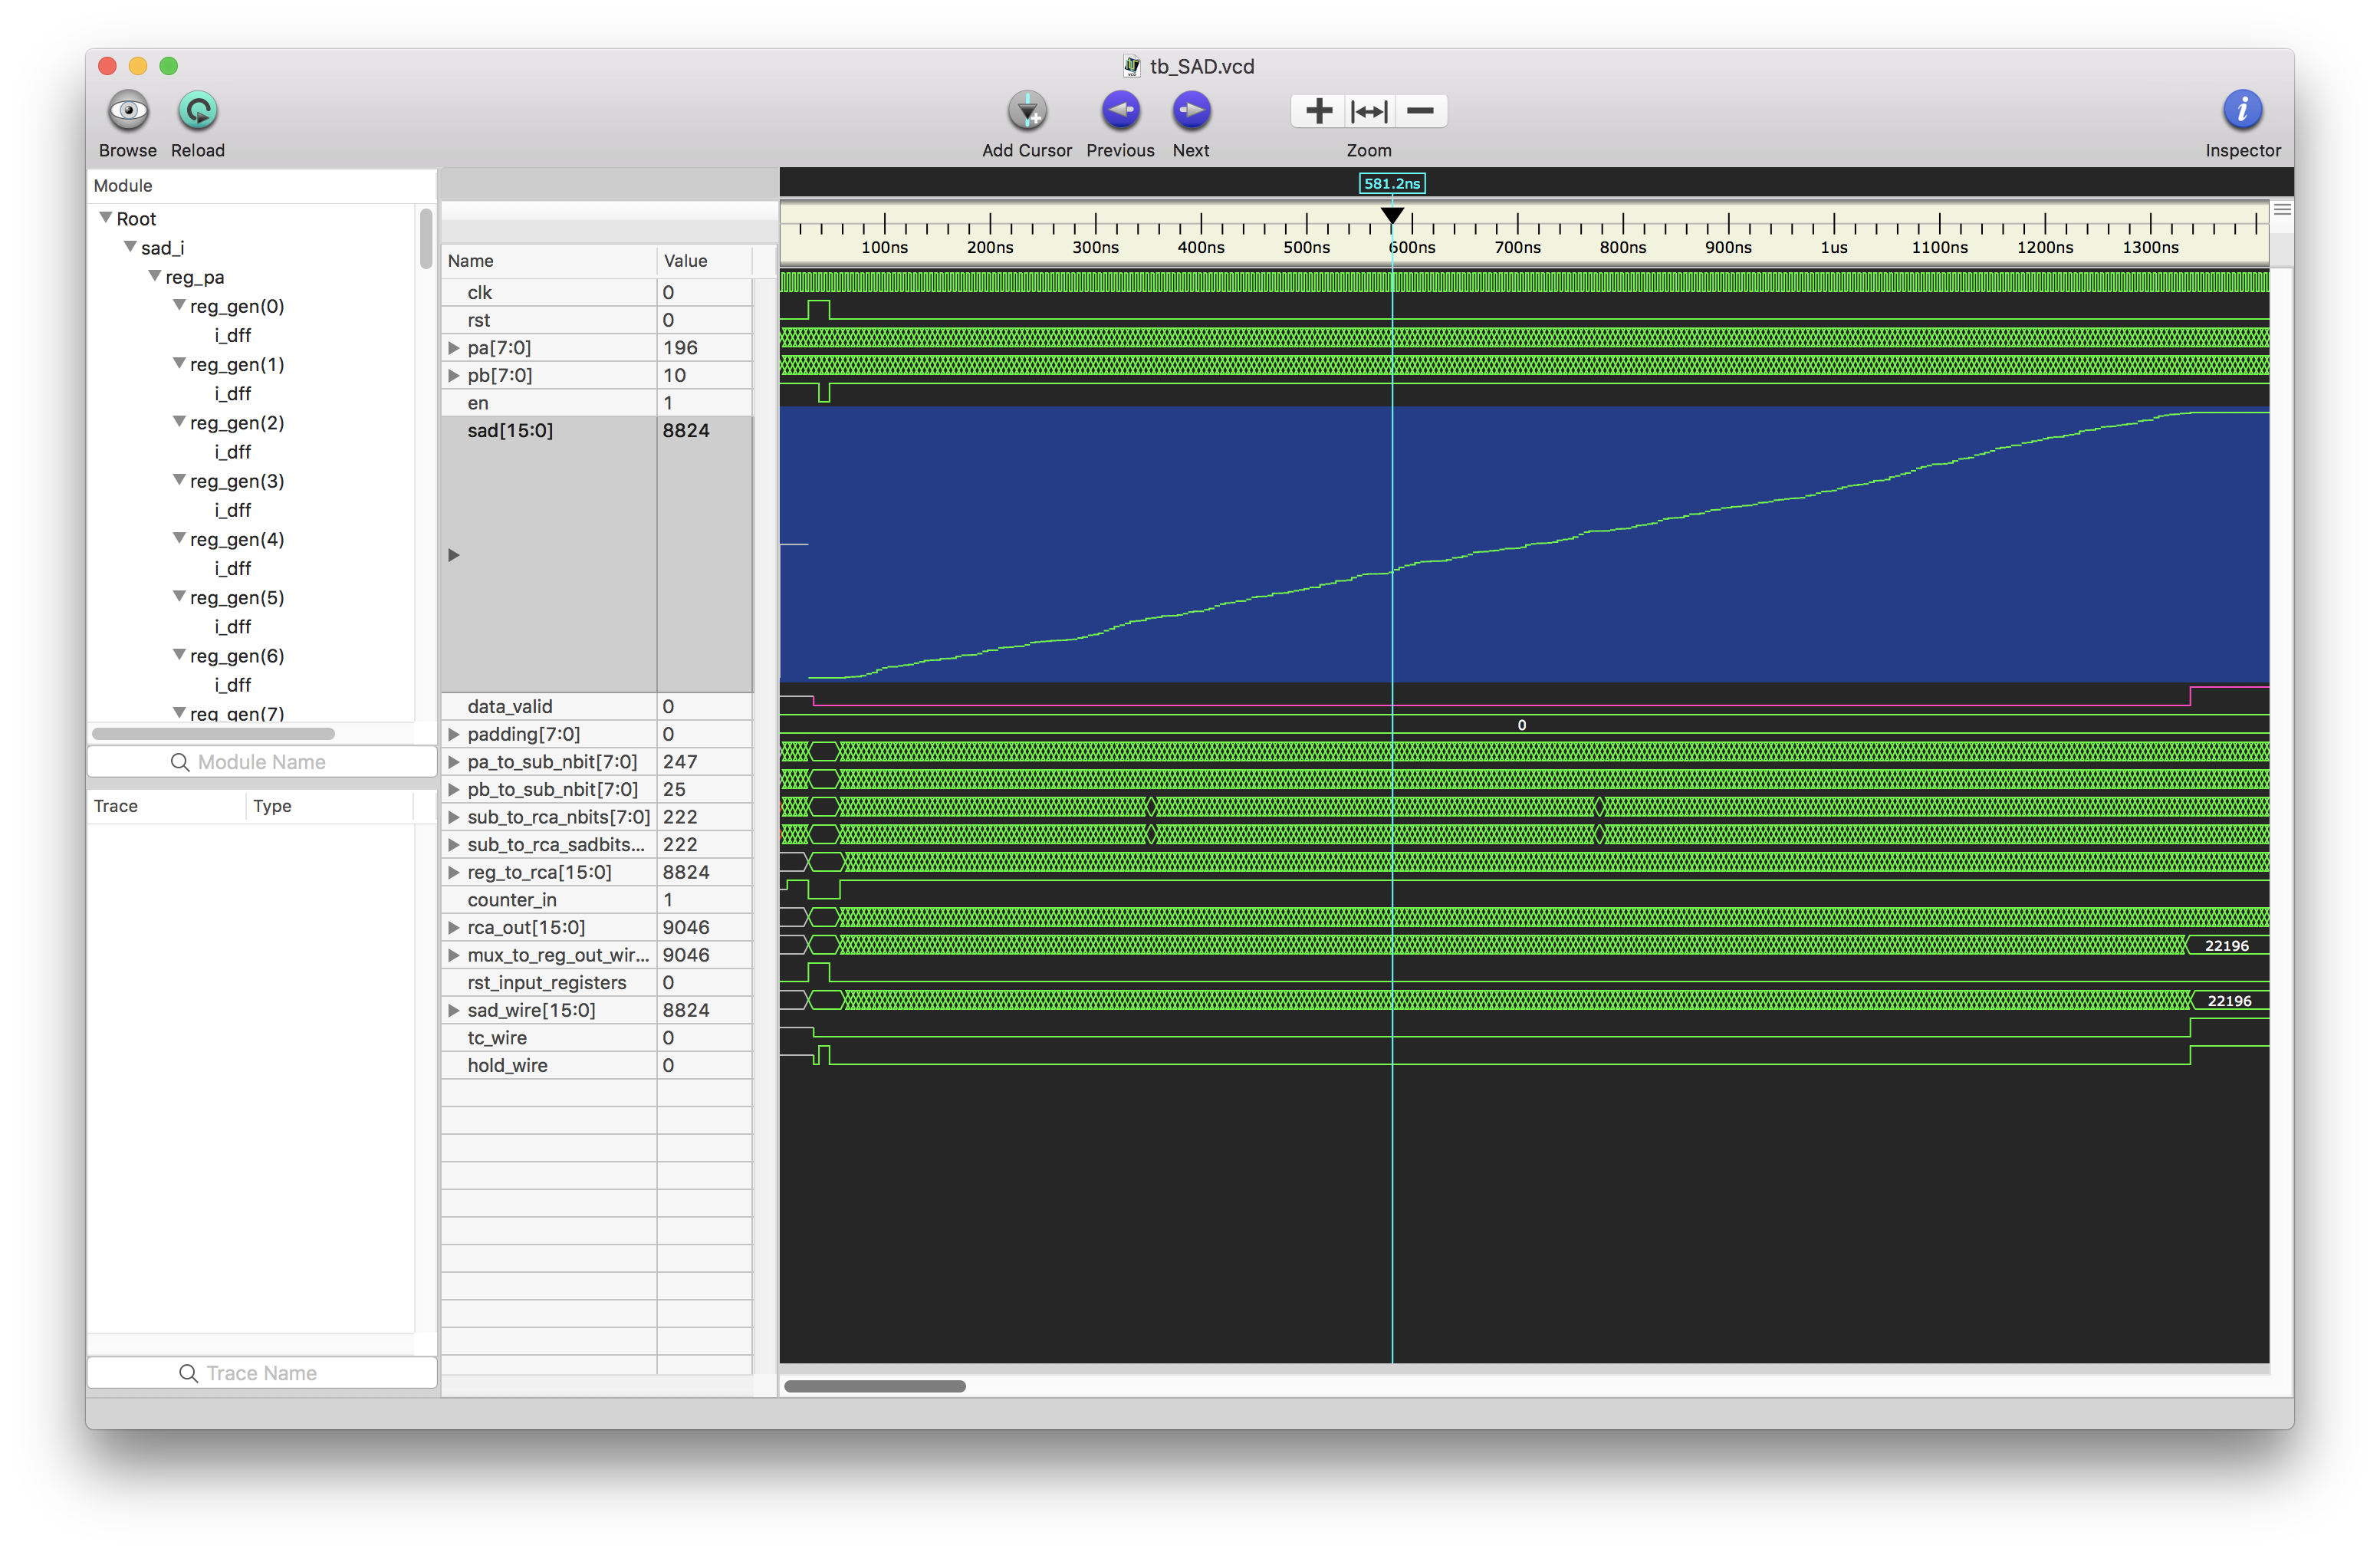 tb_SAD.vcd
Browse Reload Add Cursor Previous Next Zoom Inspector
Module
Root
sad_i
reg_pa
reg_gen(0)
i_dff
reg_gen(1)
i_dff
reg_gen(2)
i_dff
reg_gen(3)
i_dff
reg_gen(4)
i_dff
reg_gen(5)
i_dff
reg_gen(6)
i_dff
reg_gen(7)
Module Name
Trace Type
Trace Name
Name Value
clk 0
rst 0
pa[7:0] 196
pb[7:0] 10
en 1
sad[15:0] 8824
data_valid 0
padding[7:0] 0
pa_to_sub_nbit[7:0] 247
pb_to_sub_nbit[7:0] 25
sub_to_rca_nbits[7:0] 222
sub_to_rca_sadbits... 222
reg_to_rca[15:0] 8824
counter_in 1
rca_out[15:0] 9046
mux_to_reg_out_wir... 9046
rst_input_registers 0
sad_wire[15:0] 8824
tc_wire 0
hold_wire 0
581.2ns
100ns 200ns 300ns 400ns 500ns 600ns 700ns 800ns 900ns 1us 1100ns 1200ns 1300ns
0
22196
22196